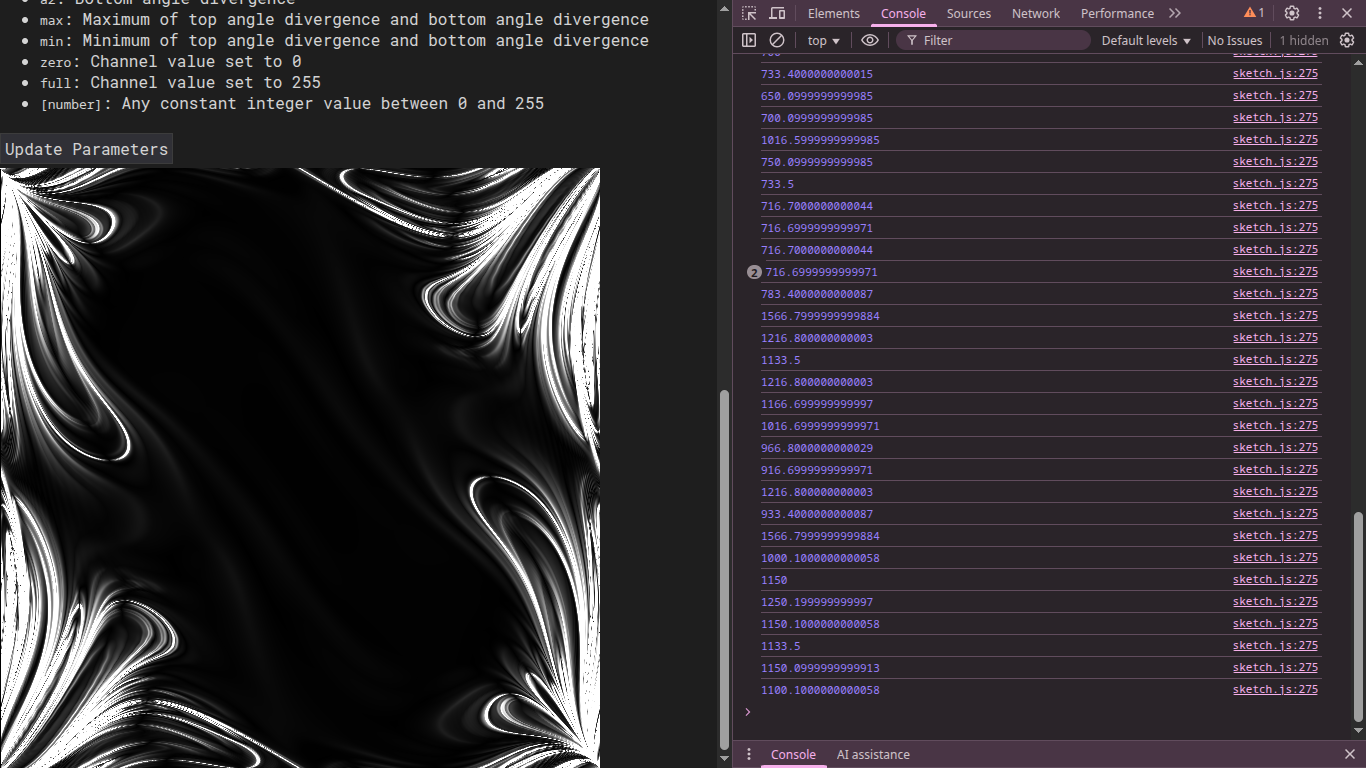 a2: Bottom angle divergence
max: Maximum of top angle divergence and bottom angle divergence
min: Minimum of top angle divergence and bottom angle divergence
zero: Channel value set to 0
full: Channel value set to 255
[number]: Any constant integer value between 0 and 255
Update Parameters
Elements Console Sources Network Performance 1
top Filter Default levels No Issues 1 hidden
sketch.js:275
733.4000000000015 sketch.js:275
650.0999999999985 sketch.js:275
700.0999999999985 sketch.js:275
1016.5999999999985 sketch.js:275
750.0999999999985 sketch.js:275
733.5 sketch.js:275
716.7000000000044 sketch.js:275
716.6999999999971 sketch.js:275
716.7000000000044 sketch.js:275
2 716.6999999999971 sketch.js:275
783.4000000000087 sketch.js:275
1566.7999999999884 sketch.js:275
1216.800000000003 sketch.js:275
1133.5 sketch.js:275
1216.800000000003 sketch.js:275
1166.699999999997 sketch.js:275
1016.6999999999971 sketch.js:275
966.8000000000029 sketch.js:275
916.6999999999971 sketch.js:275
1216.800000000003 sketch.js:275
933.4000000000087 sketch.js:275
1566.7999999999884 sketch.js:275
1000.1000000000058 sketch.js:275
1150 sketch.js:275
1250.199999999997 sketch.js:275
1150.1000000000058 sketch.js:275
1133.5 sketch.js:275
1150.0999999999913 sketch.js:275
1100.1000000000058 sketch.js:275
Console AI assistance